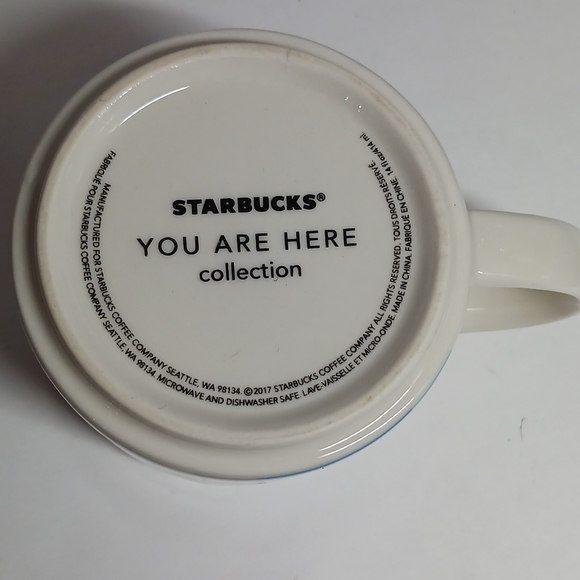 STARBUCKS®
YOU ARE HERE
collection
MANUFACTURED FOR STARBUCKS COFFEE COMPANY SEATTLE, WA 98134. ©2017 STARBUCKS COFFEE COMPANY ALL RIGHTS RESERVED. TOUS DROITS RÉSERVÉ. 14 fl oz/414 ml
FABRIQUÉ POUR STARBUCKS COFFEE COMPANY SEATTLE, WA 98134. MICROWAVE AND DISHWASHER SAFE. LAVE-VAISSELLE ET MICRO-ONDE. MADE IN CHINA. FABRIQUÉ EN CHINE.